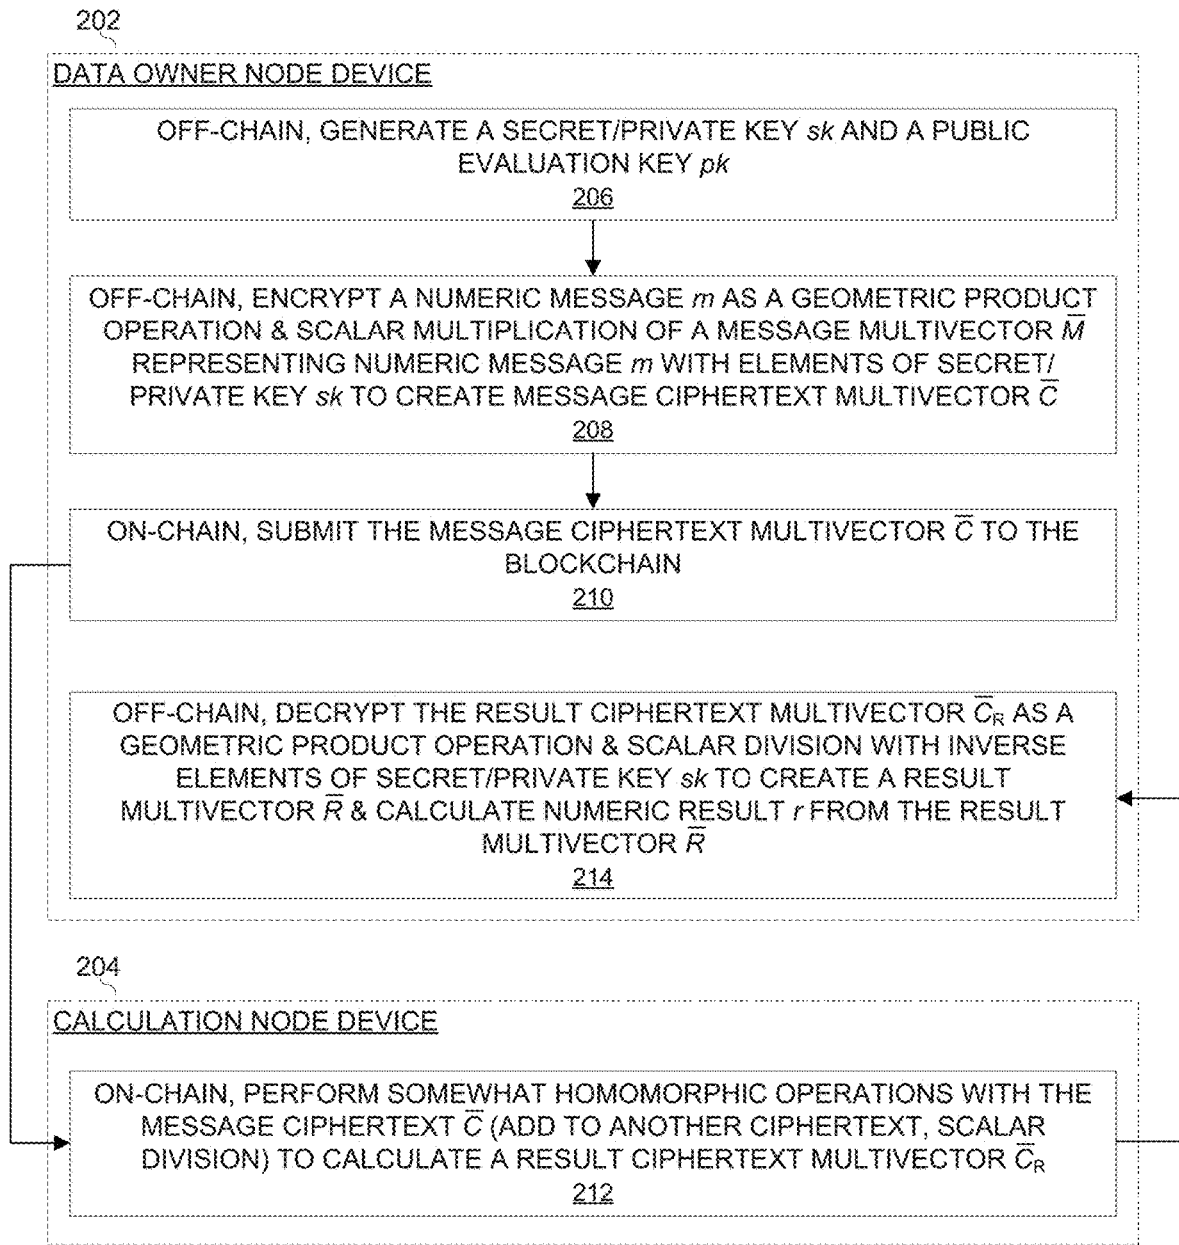 202
DATA OWNER NODE DEVICE
OFF-CHAIN, GENERATE A SECRET/PRIVATE KEY sk AND A PUBLIC
EVALUATION KEY pk
206
OFF-CHAIN, ENCRYPT A NUMERIC MESSAGE m AS A GEOMETRIC PRODUCT
OPERATION & SCALAR MULTIPLICATION OF A MESSAGE MULTIVECTOR M̅
REPRESENTING NUMERIC MESSAGE m WITH ELEMENTS OF SECRET/
PRIVATE KEY sk TO CREATE MESSAGE CIPHERTEXT MULTIVECTOR C̅
208
ON-CHAIN, SUBMIT THE MESSAGE CIPHERTEXT MULTIVECTOR C̅ TO THE
BLOCKCHAIN
210
OFF-CHAIN, DECRYPT THE RESULT CIPHERTEXT MULTIVECTOR C̅R AS A
GEOMETRIC PRODUCT OPERATION & SCALAR DIVISION WITH INVERSE
ELEMENTS OF SECRET/PRIVATE KEY sk TO CREATE A RESULT
MULTIVECTOR R̅ & CALCULATE NUMERIC RESULT r FROM THE RESULT
MULTIVECTOR R̅
214
204
CALCULATION NODE DEVICE
ON-CHAIN, PERFORM SOMEWHAT HOMOMORPHIC OPERATIONS WITH THE
MESSAGE CIPHERTEXT C̅ (ADD TO ANOTHER CIPHERTEXT, SCALAR
DIVISION) TO CALCULATE A RESULT CIPHERTEXT MULTIVECTOR C̅R
212